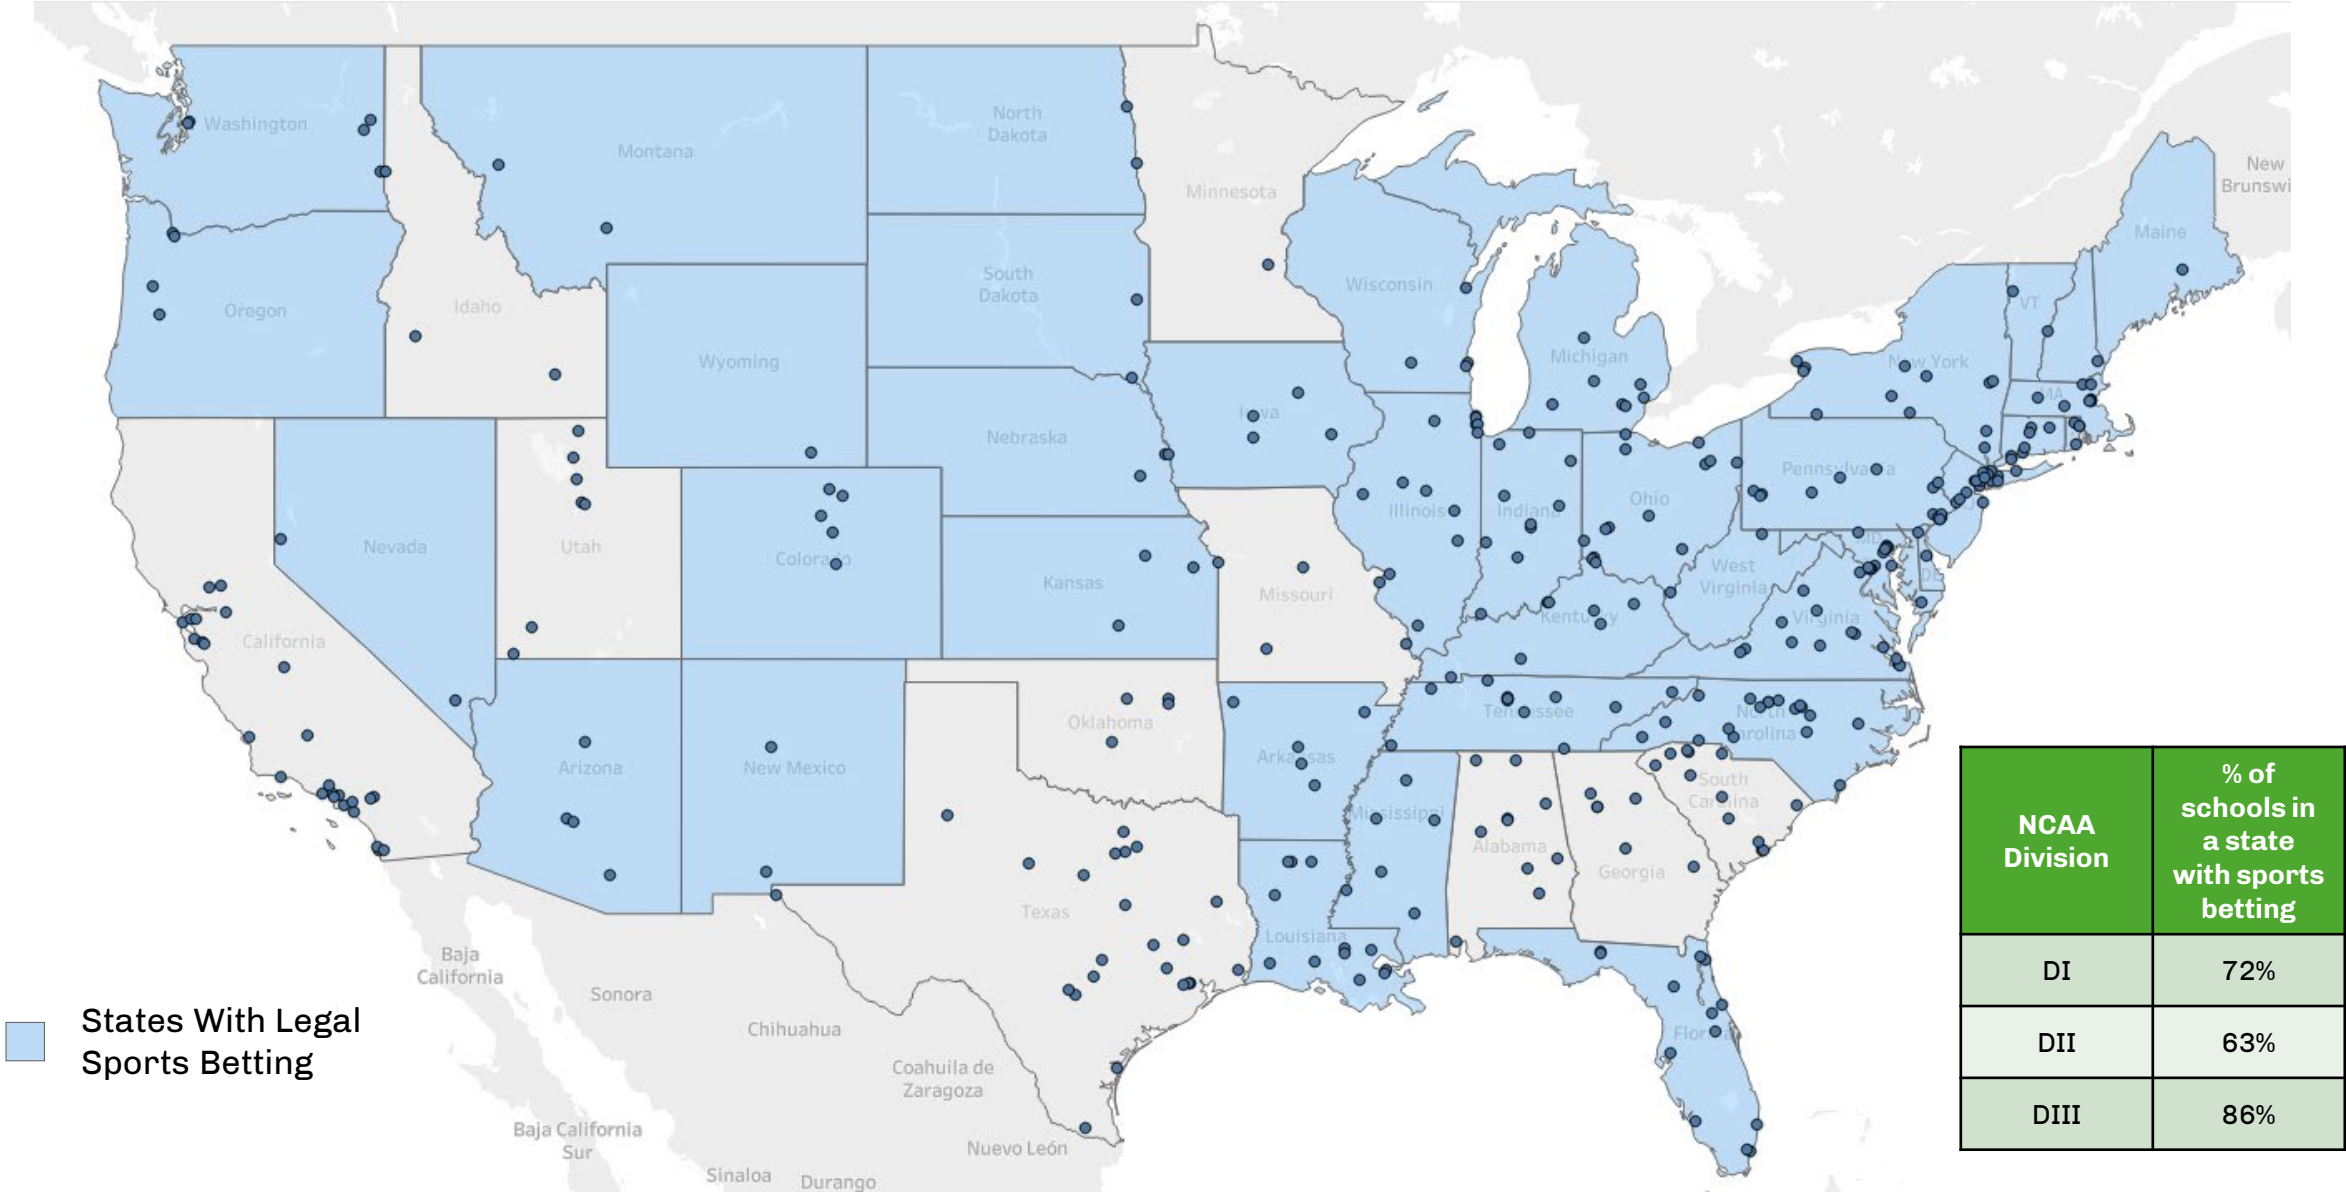 Washington
Montana
North
Dakota
Minnesota
New
Brunswi
Maine
Oregon
Idaho
South
Dakota
Wisconsin
VT
Wyoming
Michigan
New York
MA
Iowa
Nebraska
Pennsylvania
Nevada
Utah
Colorado
Illinois
Indiana
Ohio
MD
Kansas
Missouri
West
Virginia
DE
California
Kentucky
Virginia
Oklahoma
Tennessee
North
Carolina
Arizona
New Mexico
Arkansas
South
Carolina
Mississippi
Alabama
Georgia
Texas
Louisiana
Florida
Baja
California
Sonora
Chihuahua
Coahuila de
Zaragoza
Baja California
Sur
Nuevo León
Sinaloa
Durango
States With Legal
Sports Betting
NCAA
Division
% of
schools in
a state
with sports
betting
DI
72%
DII
63%
DIII
86%